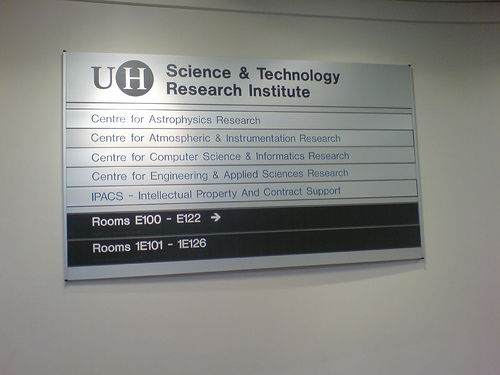 UH Science & Technology
Research Institute
Centre for Astrophysics Research
Centre for Atmospheric & Instrumentation Research
Centre for Computer Science & Informatics Research
Centre for Engineering & Applied Sciences Research
IPACS - Intellectual Property And Contract Support
Rooms E100 - E122 →
Rooms 1E101 - 1E126